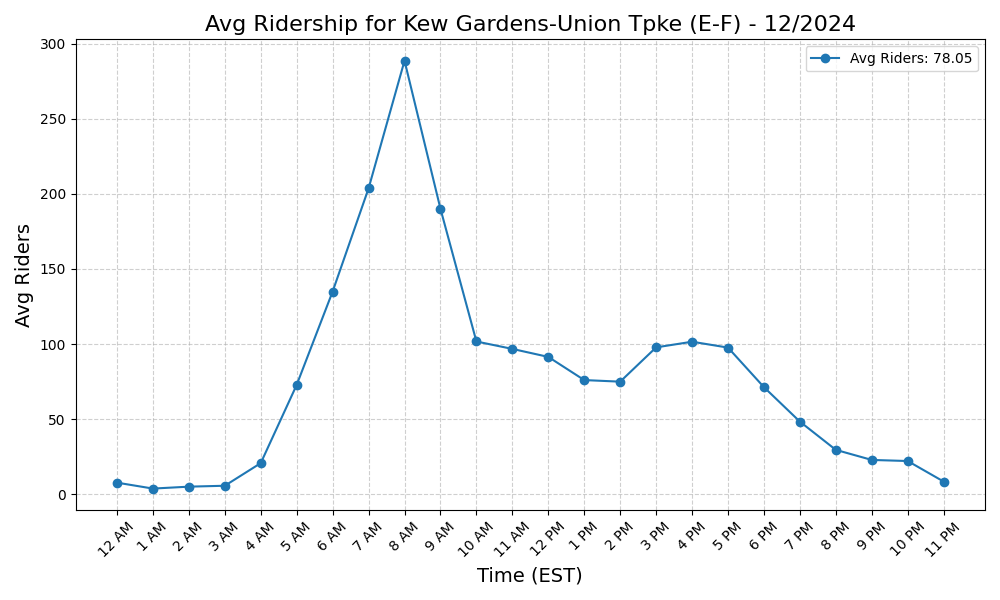 Avg Ridership for Kew Gardens-Union Tpke (E-F) - 12/2024
Avg Riders: 78.05
Avg Riders
300
250
200
150
100
50
0
12 AM
1 AM
2 AM
3 AM
4 AM
5 AM
6 AM
7 AM
8 AM
9 AM
10 AM
11 AM
12 PM
1 PM
2 PM
3 PM
4 PM
5 PM
6 PM
7 PM
8 PM
9 PM
10 PM
11 PM
Time (EST)